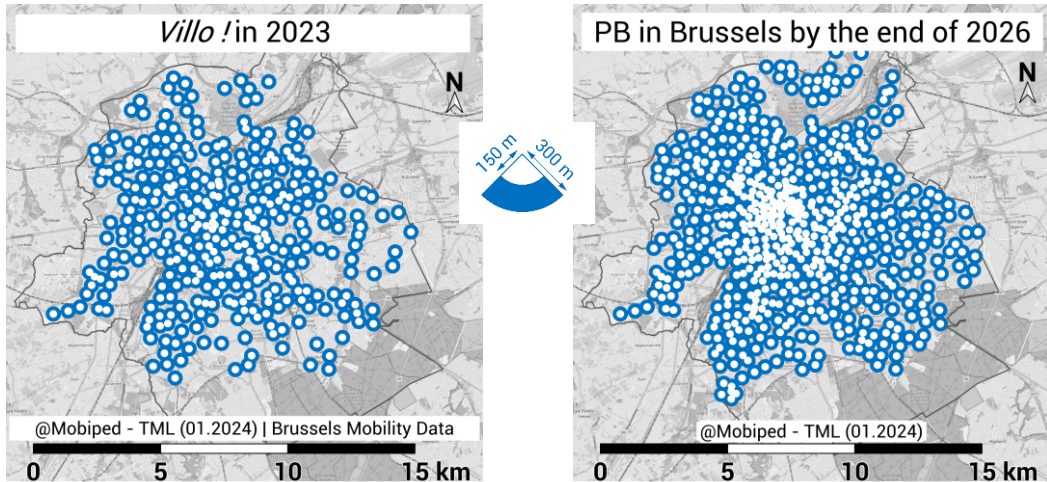 Villo ! in 2023
N
@Mobiped - TML (01.2024) | Brussels Mobility Data
0 5 10 15 km
150 m
300 m
PB in Brussels by the end of 2026
N
@Mobiped - TML (01.2024)
0 5 10 15 km